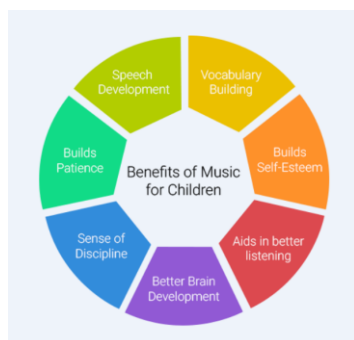 Benefits of Music
for Children
Vocabulary
Building
Builds
Self-Esteem
Aids in better
listening
Better Brain
Development
Sense of
Discipline
Builds
Patience
Speech
Development